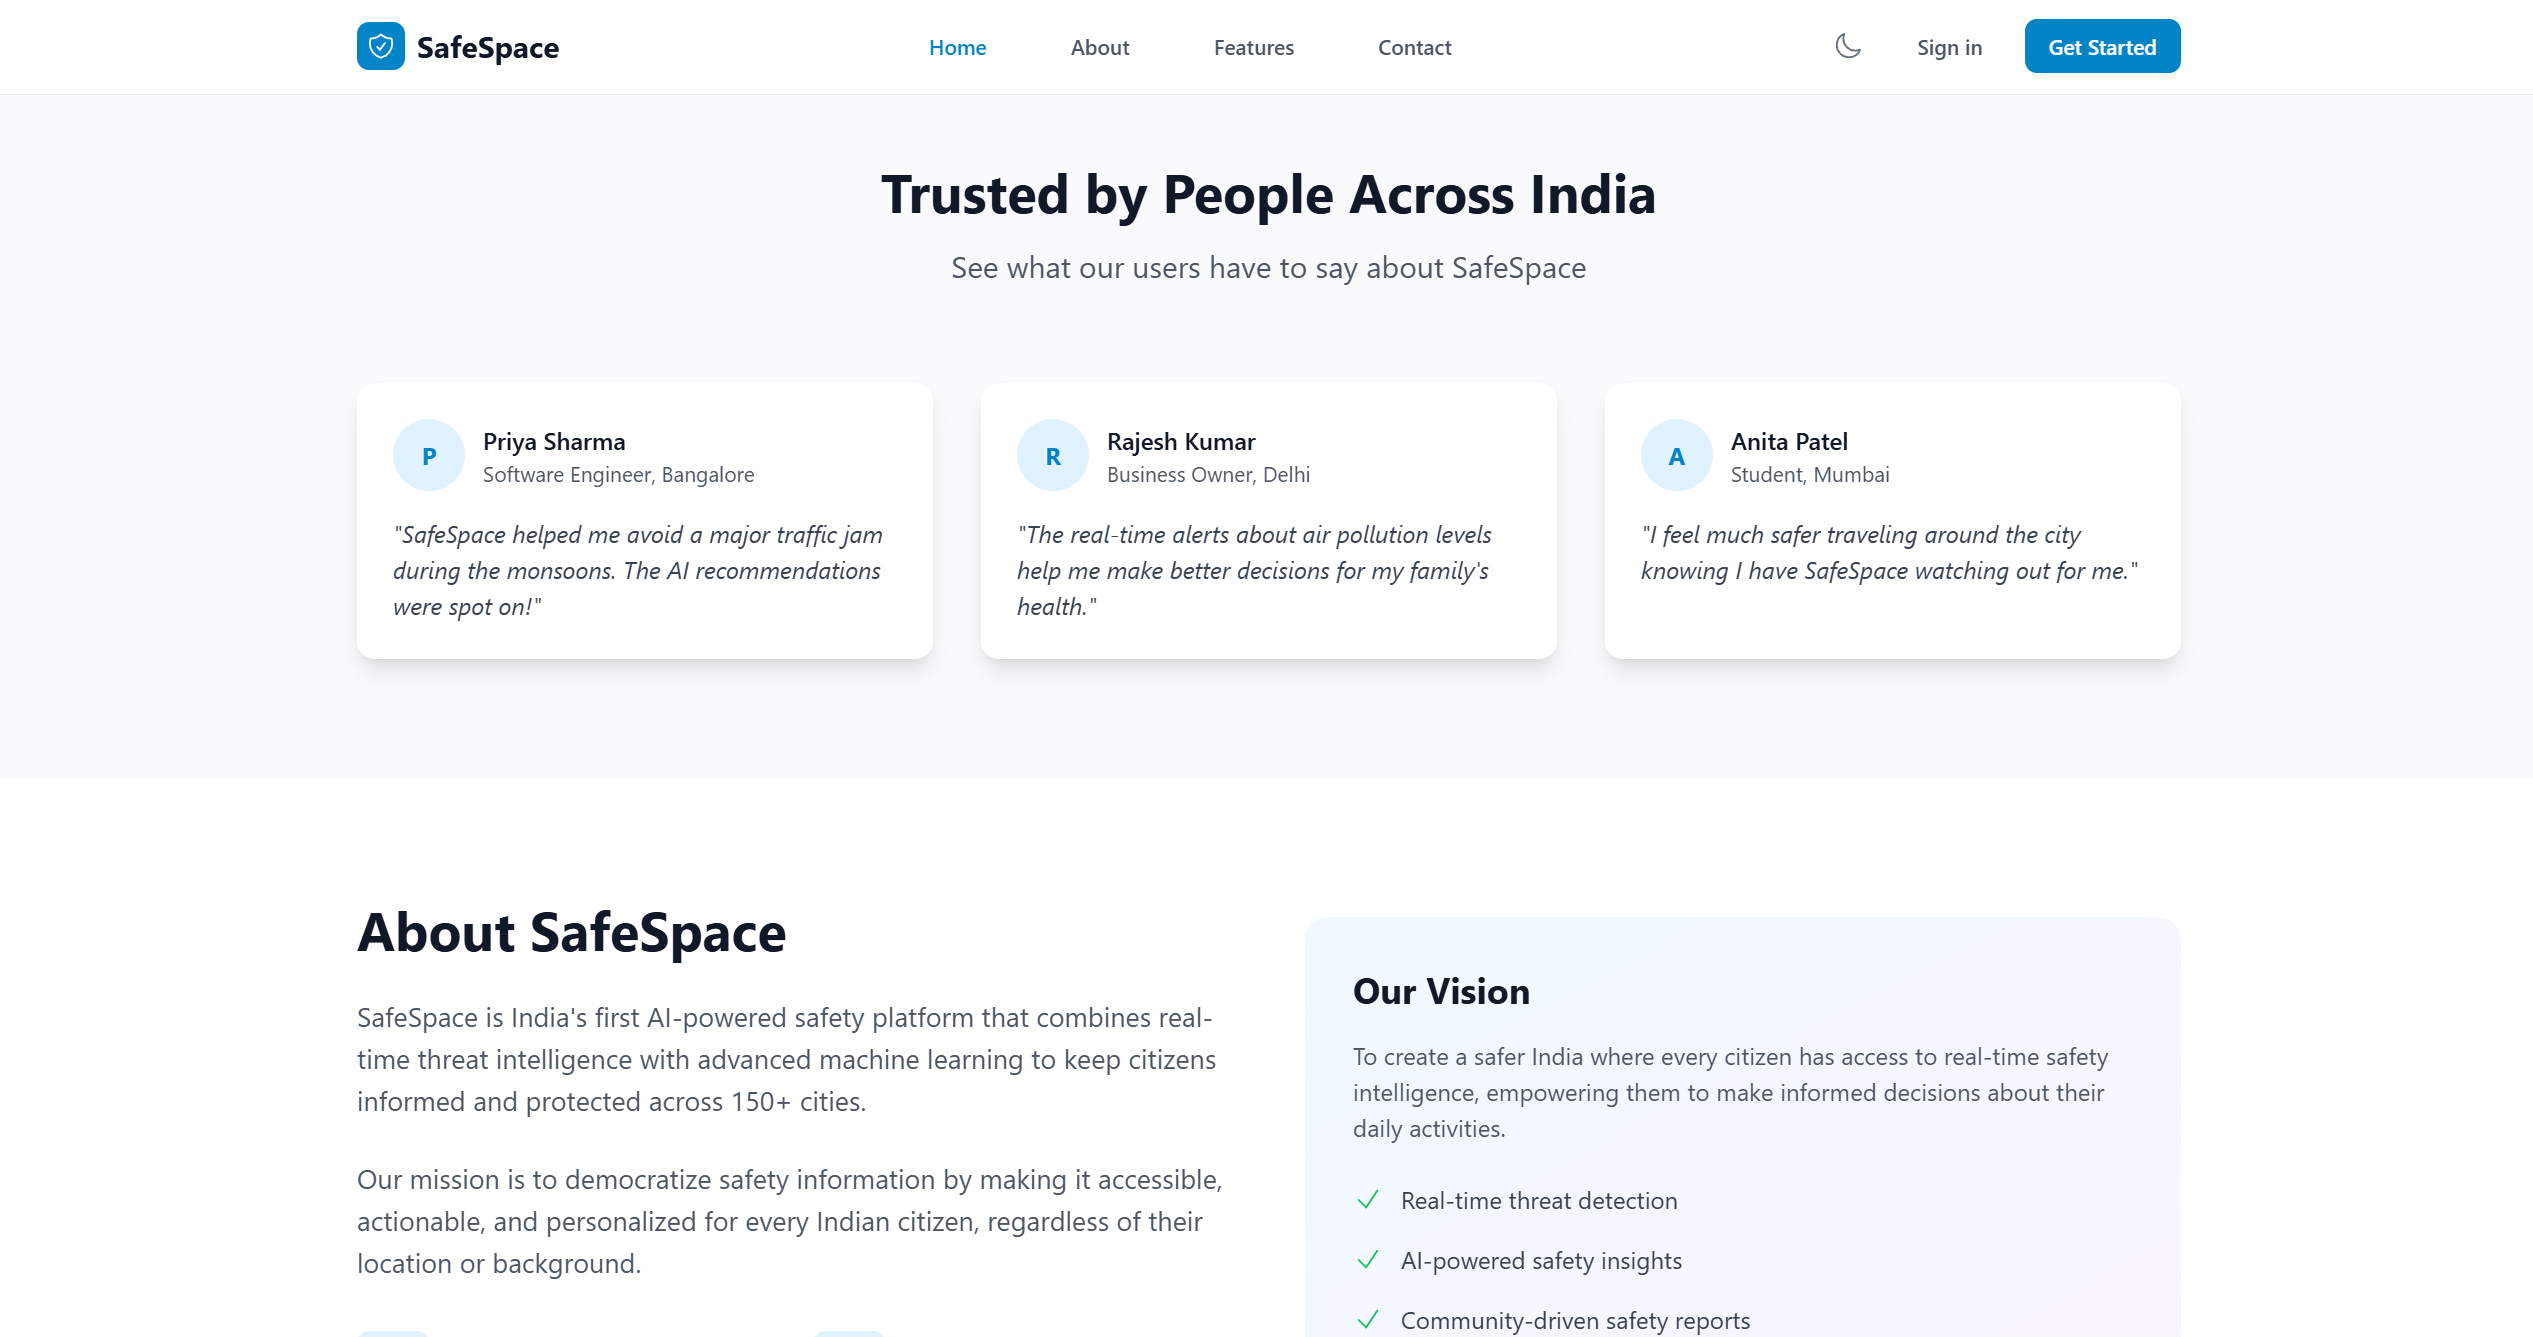 SafeSpace
Home
About
Features
Contact
Sign in
Get Started
Trusted by People Across India
See what our users have to say about SafeSpace
P
Priya Sharma
Software Engineer, Bangalore
"SafeSpace helped me avoid a major traffic jam
during the monsoons. The AI recommendations
were spot on!"
R
Rajesh Kumar
Business Owner, Delhi
"The real-time alerts about air pollution levels
help me make better decisions for my family's
health."
A
Anita Patel
Student, Mumbai
"I feel much safer traveling around the city
knowing I have SafeSpace watching out for me."
About SafeSpace
SafeSpace is India's first AI-powered safety platform that combines real-
time threat intelligence with advanced machine learning to keep citizens
informed and protected across 150+ cities.
Our mission is to democratize safety information by making it accessible,
actionable, and personalized for every Indian citizen, regardless of their
location or background.
Our Vision
To create a safer India where every citizen has access to real-time safety
intelligence, empowering them to make informed decisions about their
daily activities.
Real-time threat detection
AI-powered safety insights
Community-driven safety reports